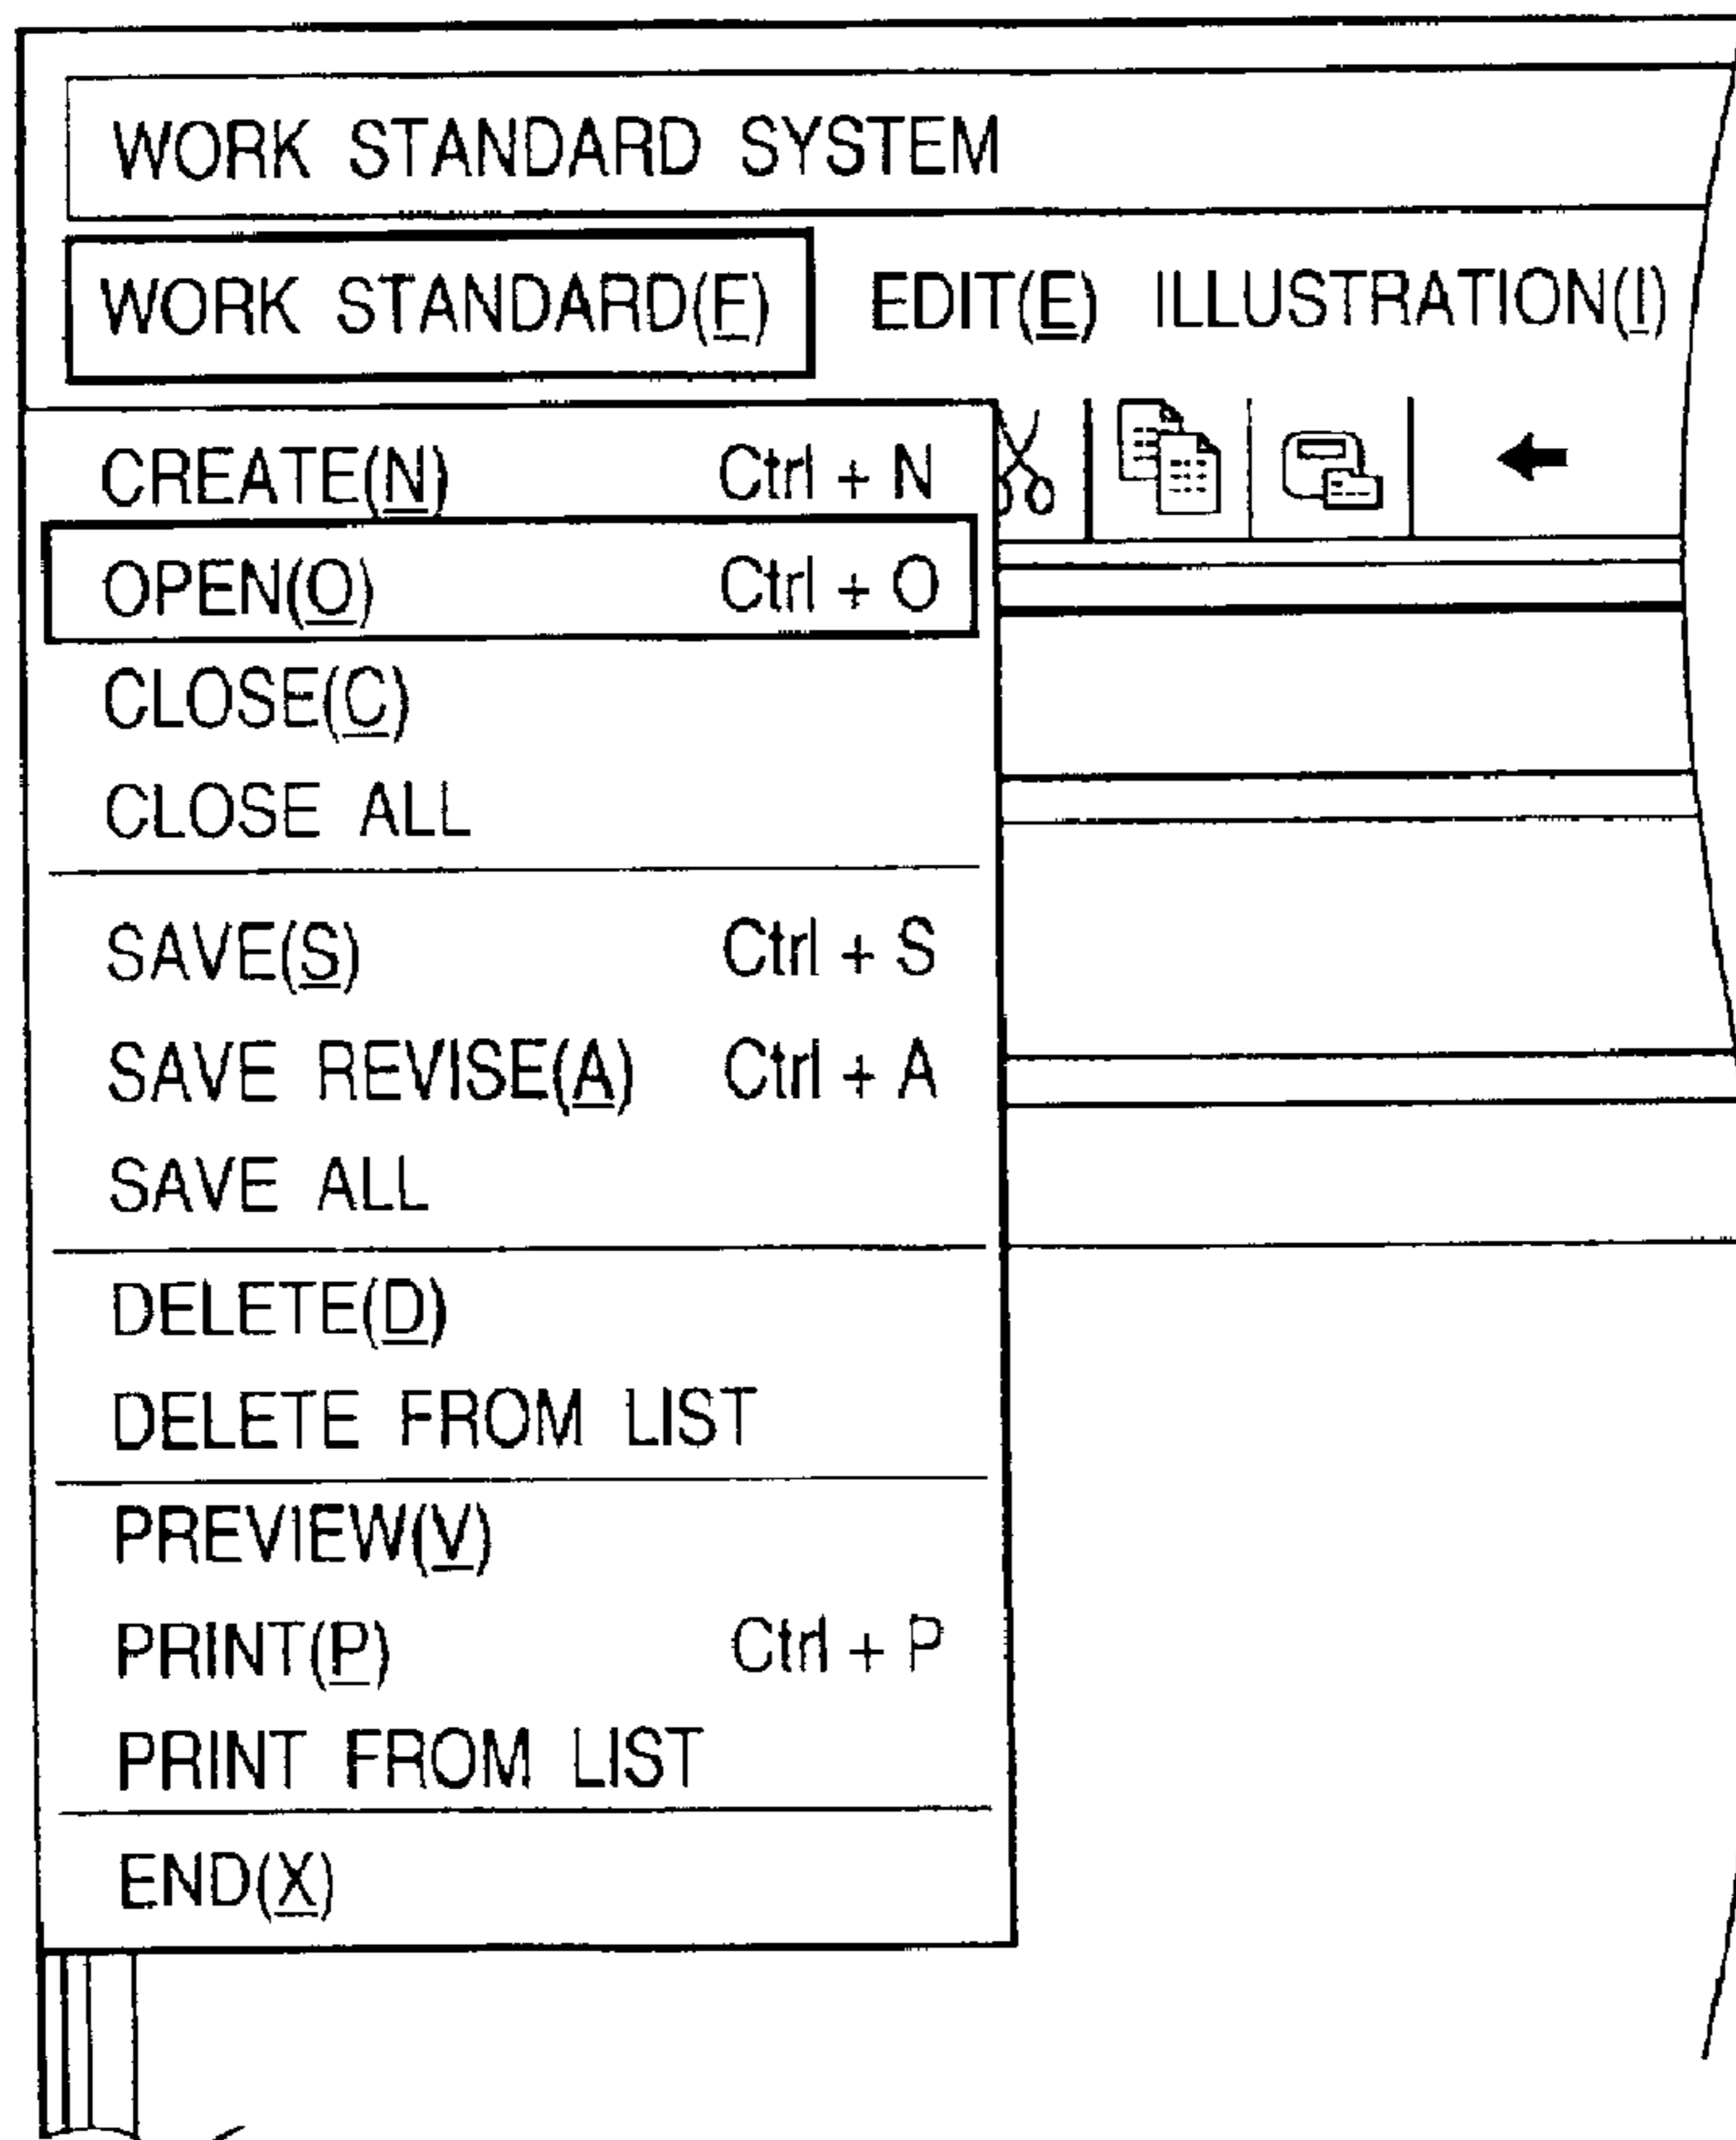 WORK STANDARD SYSTEM
WORK STANDARD(F) EDIT(E) ILLUSTRATION(I)
CREATE(N) Ctrl + N
OPEN(O) Ctrl + O
CLOSE(C)
CLOSE ALL
SAVE(S) Ctrl + S
SAVE REVISE(A) Ctrl + A
SAVE ALL
DELETE(D)
DELETE FROM LIST
PREVIEW(V)
PRINT(P) Ctrl + P
PRINT FROM LIST
END(X)